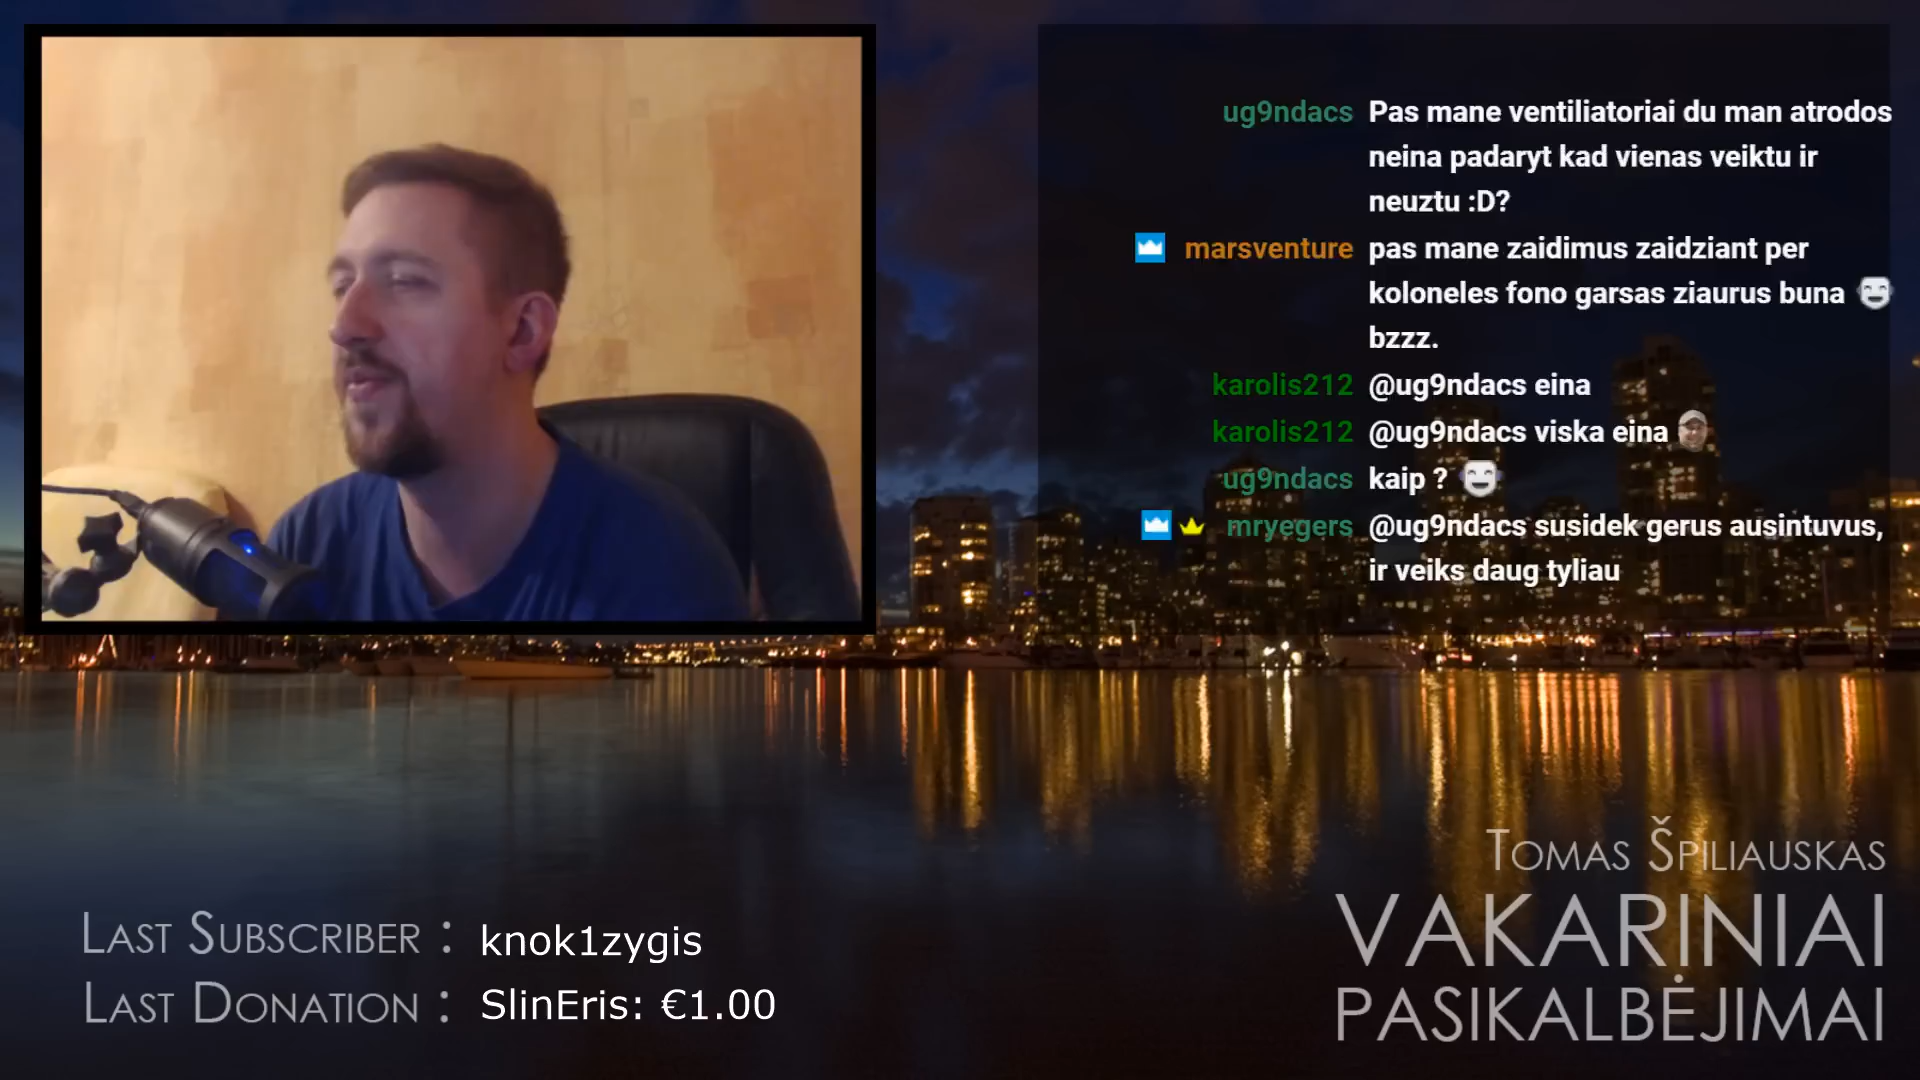 ug9ndacs Pas mane ventiliatoriai du man atrodos
neina padaryt kad vienas veiktu ir
neuztu :D?
marsventure pas mane zaidimus zaidziant per
koloneles fono garsas ziaurus buna
bzzz.
karolis212 @ug9ndacs eina
karolis212 @ug9ndacs viska eina
ug9ndacs kaip ?
mryegers @ug9ndacs susidek gerus ausintuvus,
ir veiks daug tyliau
Tomas Špiliauskas
VAKARINIAI
PASIKALBĖJIMAI
Last Subscriber : knok1zygis
Last Donation : SlinEris: €1.00